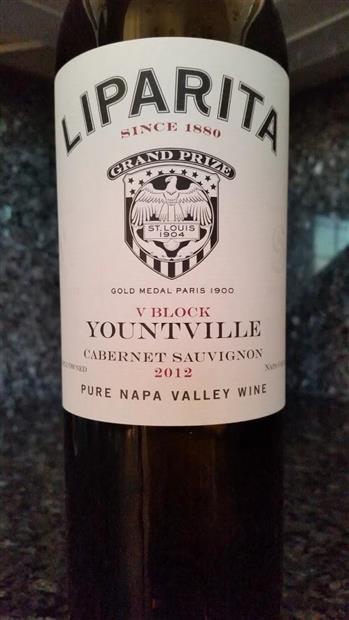 LIPARITA
SINCE 1880
GRAND PRIZE
ST. LOUIS
1904
GOLD MEDAL PARIS 1900
V BLOCK
YOUNTVILLE
CABERNET SAUVIGNON
2012
PURE NAPA VALLEY WINE